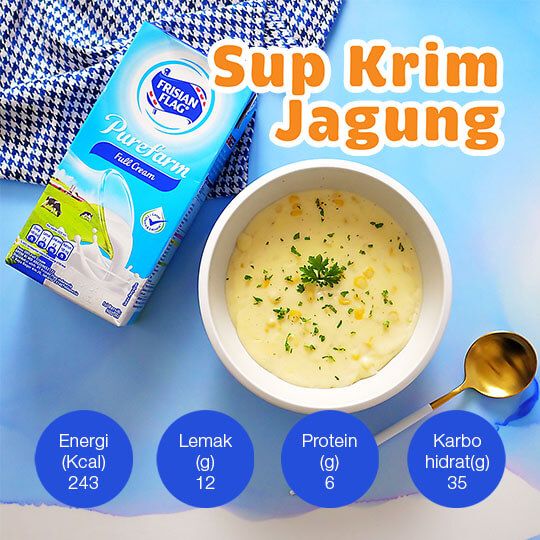 Sup Krim
Jagung
FRISIAN
FLAG
Purefarm
Full Cream
Energi
(Kcal)
243
Lemak
(g)
12
Protein
(g)
6
Karbo
hidrat(g)
35